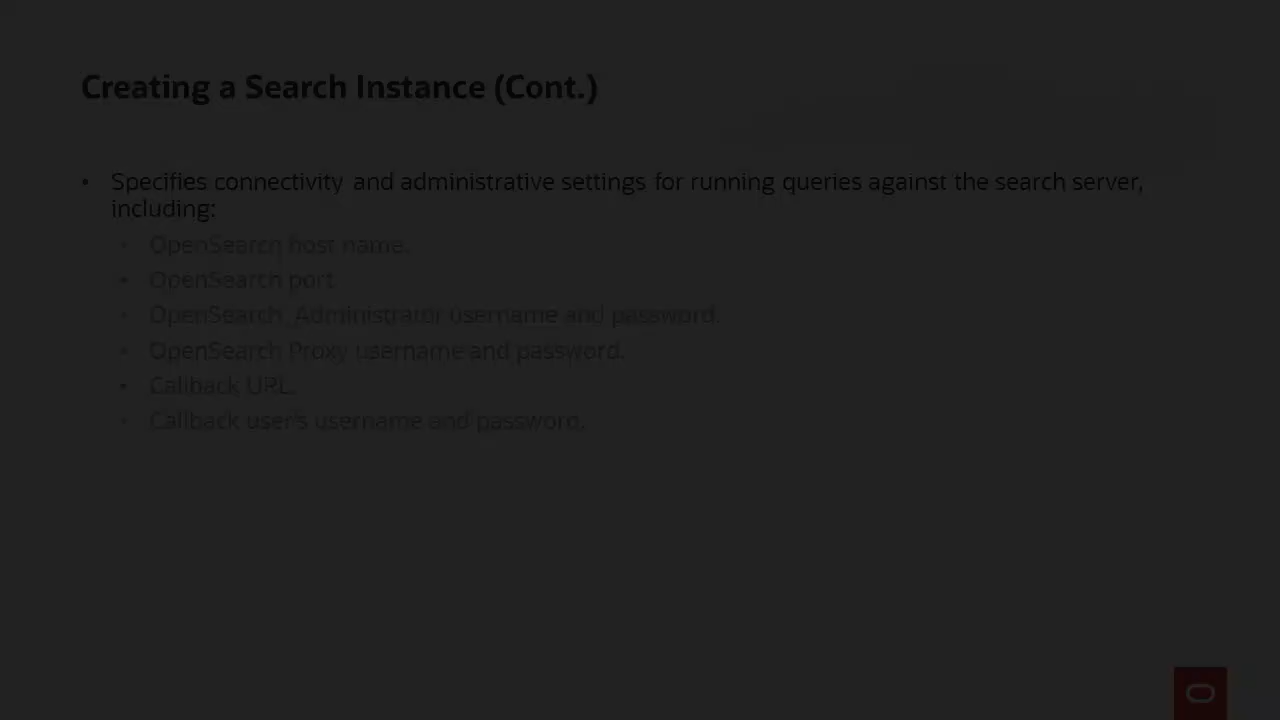 Creating a Search Instance (Cont.)
• Specifies connectivity and administrative settings for running queries against the search server,
including:
• OpenSearch host name.
• OpenSearch port
• OpenSearch Administrator username and password.
• OpenSearch Proxy username and password.
• Callback URL.
• Callback user's username and password.